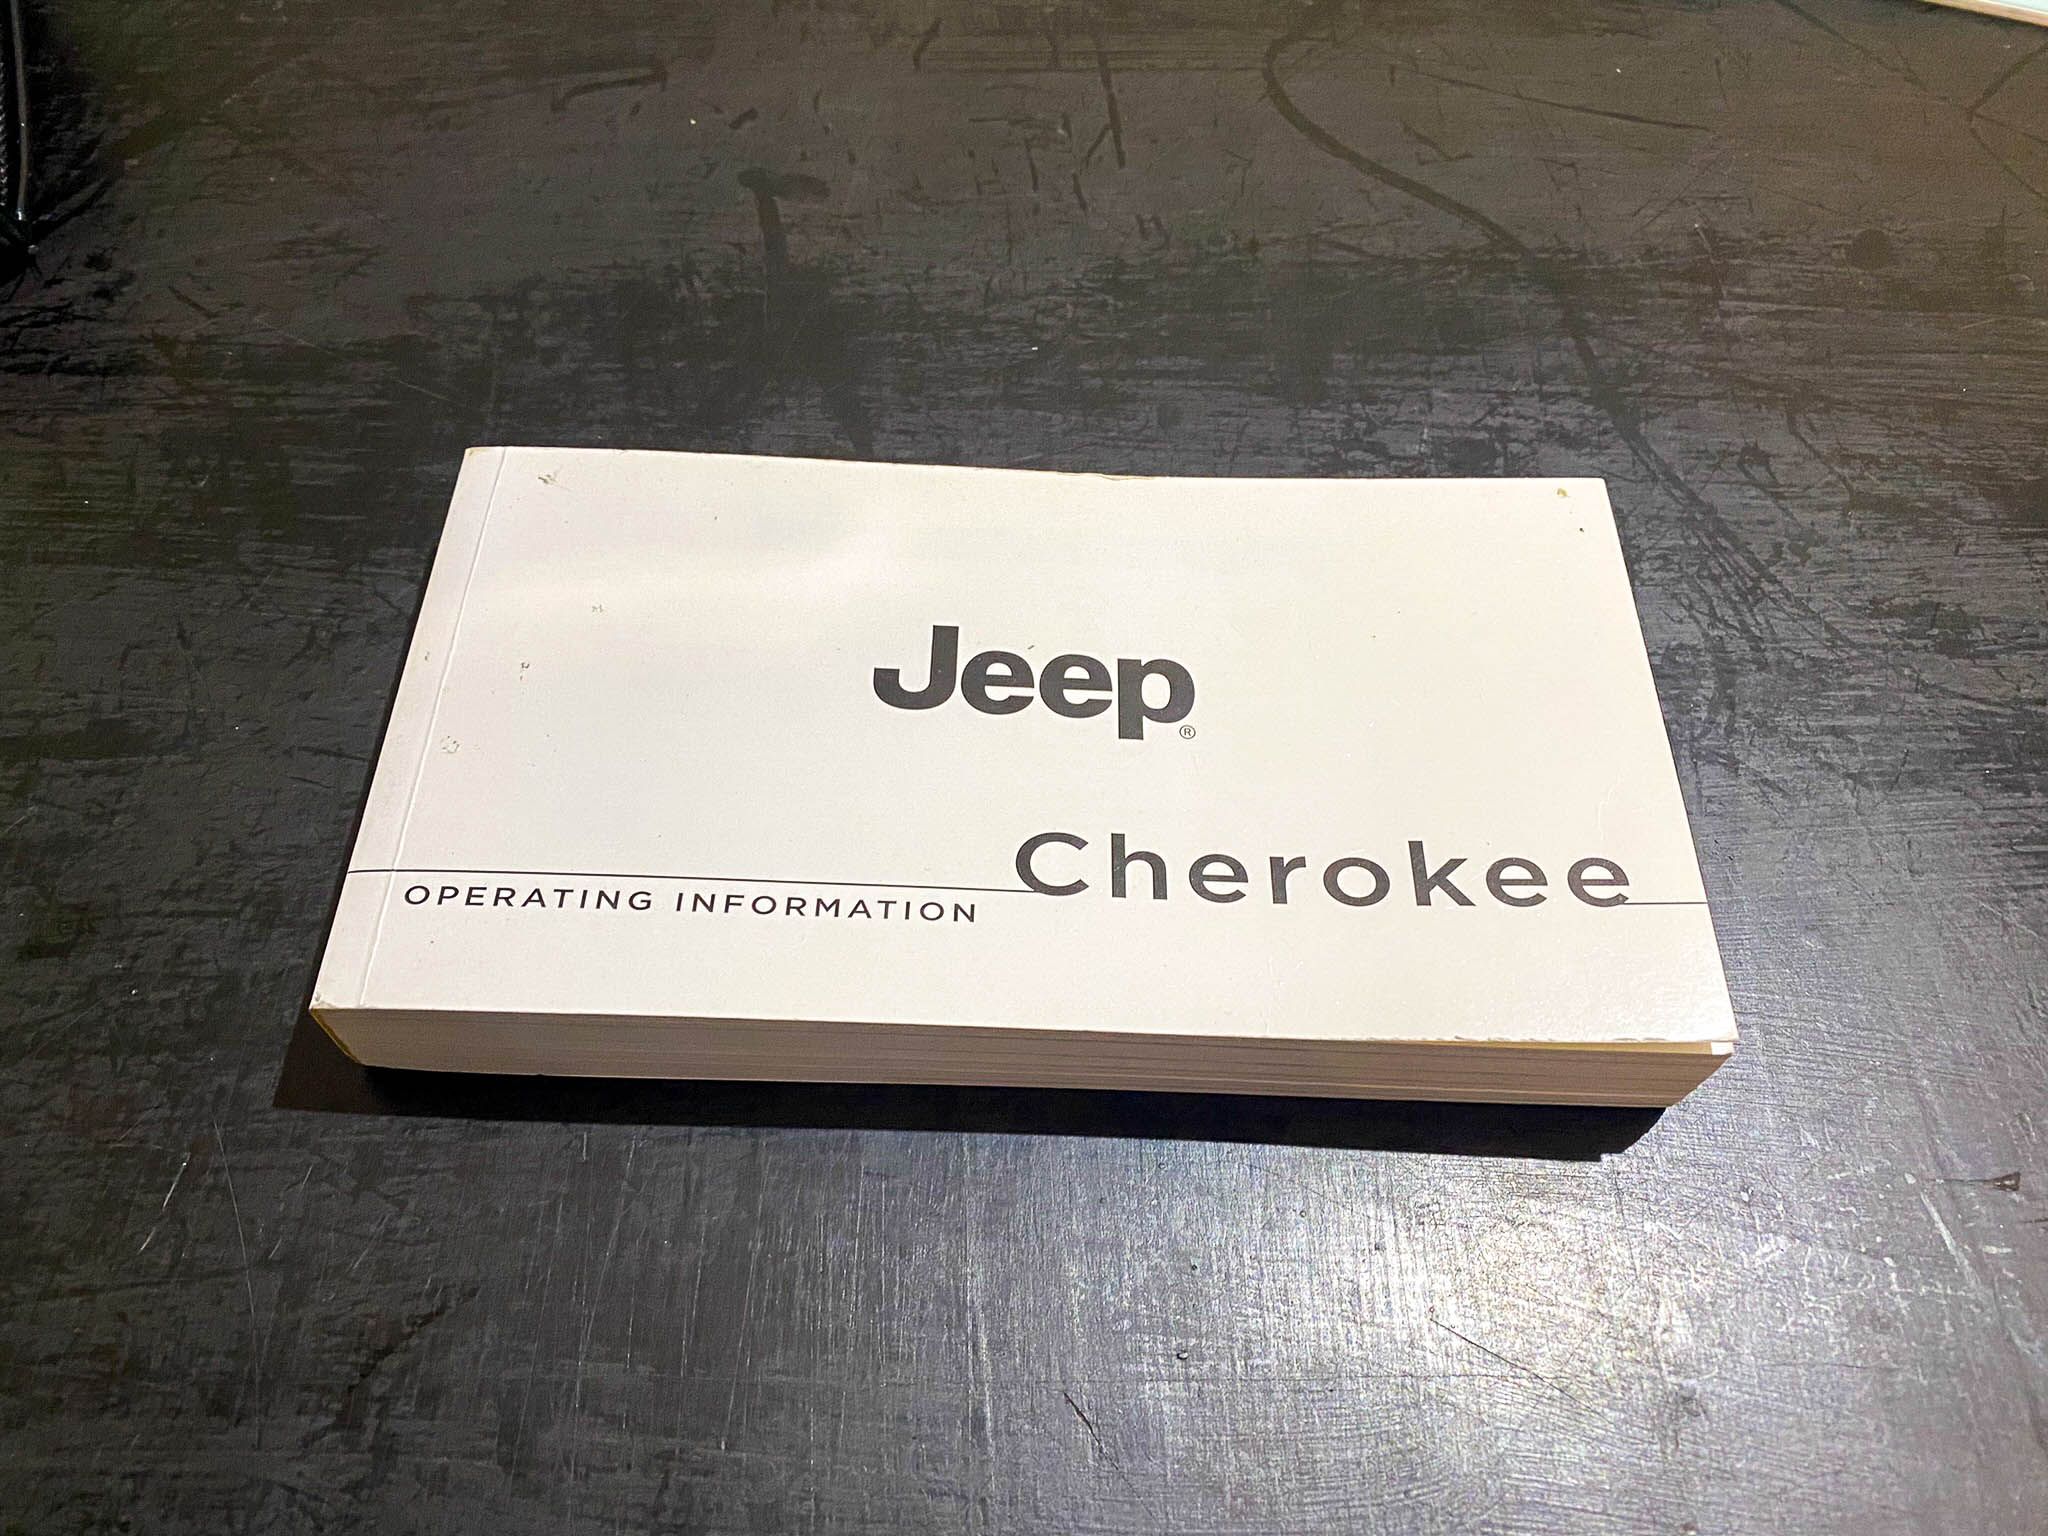 Jeep®
Cherokee
OPERATING INFORMATION